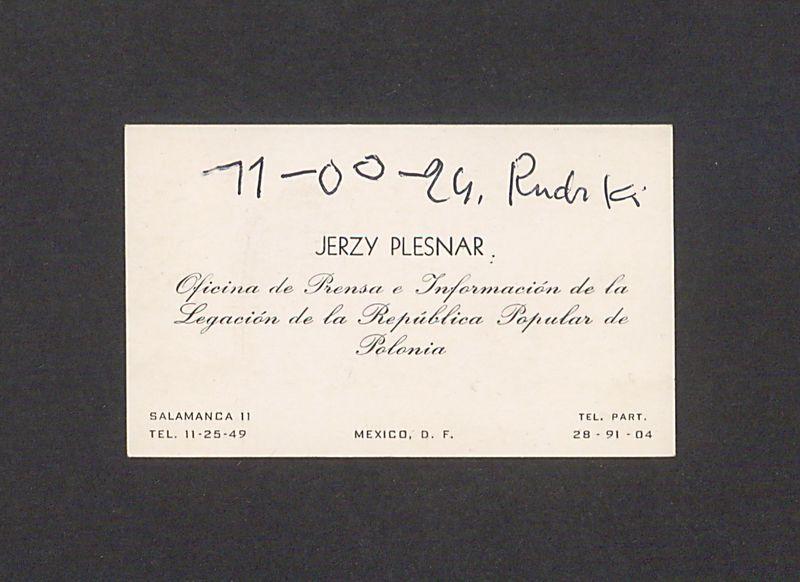 11-00-24, Rudzki
JERZY PLESNAR
Oficina de Prensa e Información de la
Legación de la República Popular de
Polonia
SALAMANCA 11
TEL. 11-25-49
MEXICO, D. F.
TEL. PART.
28 - 91 - 04